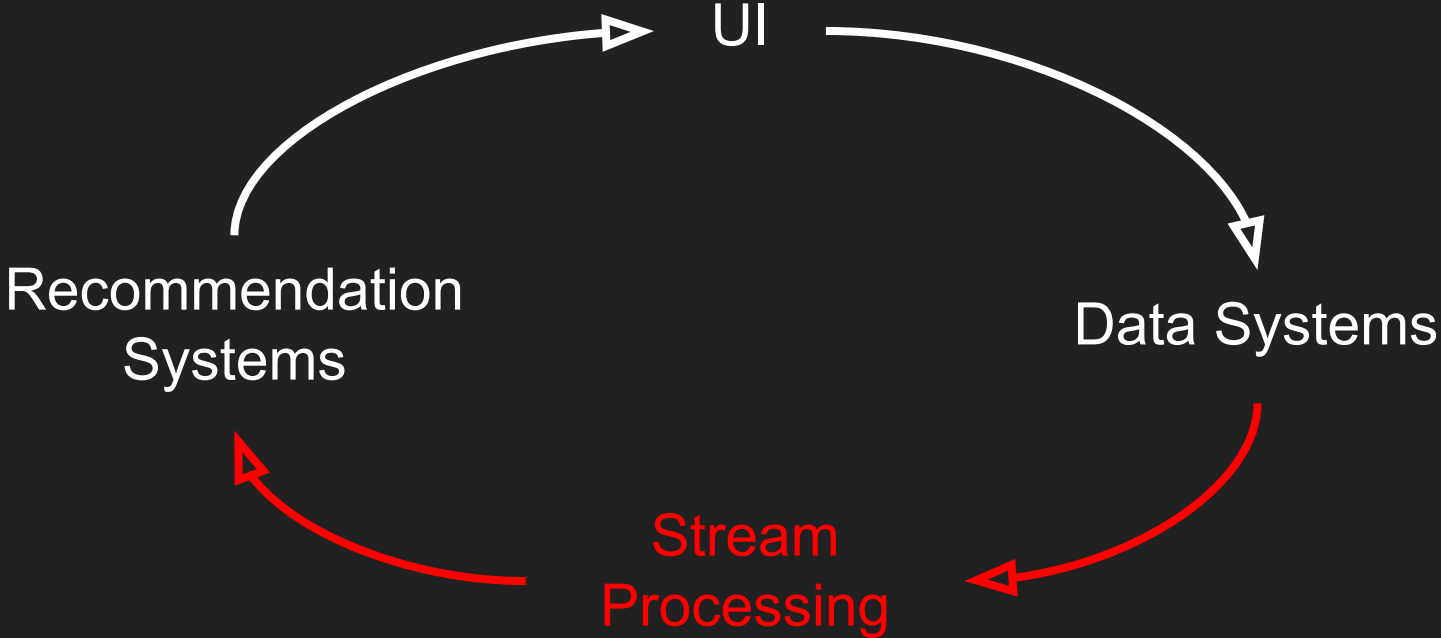 UI
Recommendation
Systems
Data Systems
Stream
Processing